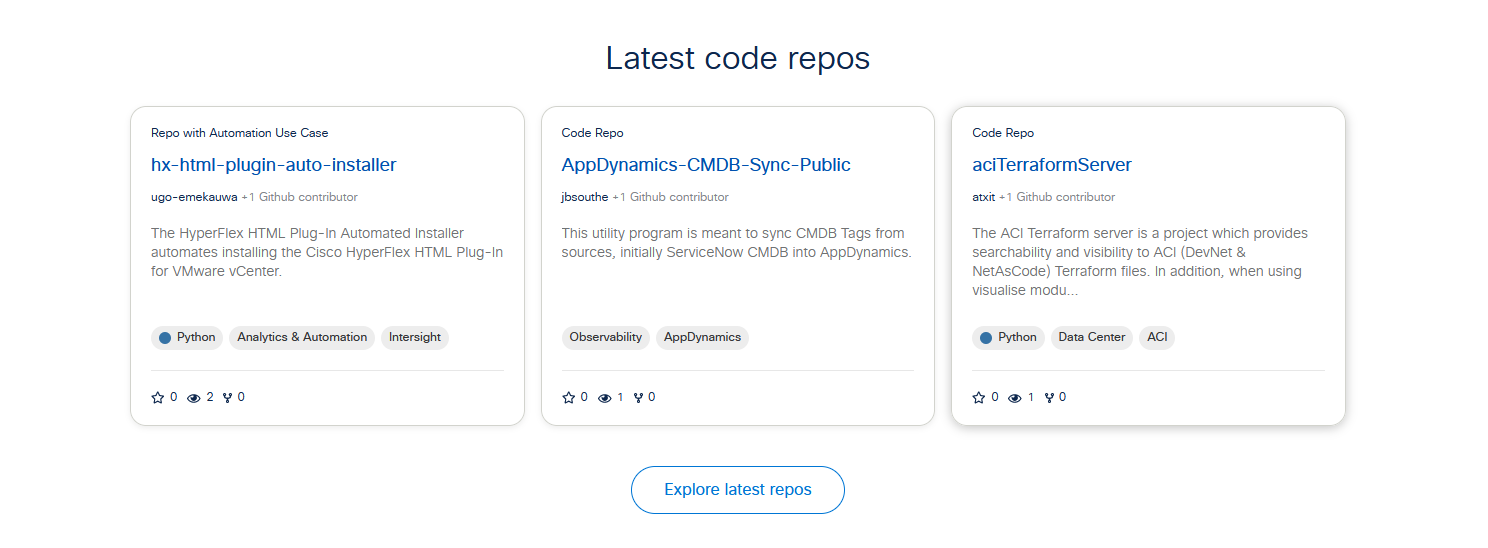 Latest code repos
Repo with Automation Use Case
hx-html-plugin-auto-installer
ugo-emekauwa +1 Github contributor
The HyperFlex HTML Plug-In Automated Installer
automates installing the Cisco HyperFlex HTML Plug-In
for VMware vCenter.
Python Analytics & Automation Intersight
0 2 0
Code Repo
AppDynamics-CMDB-Sync-Public
jbsouthe +1 Github contributor
This utility program is meant to sync CMDB Tags from
sources, initially ServiceNow CMDB into AppDynamics.
Observability AppDynamics
0 1 0
Code Repo
aciTerraformServer
atxit +1 Github contributor
The ACI Terraform server is a project which provides
searchability and visibility to ACI (DevNet &
NetAsCode) Terraform files. In addition, when using
visualise modu...
Python Data Center ACI
0 1 0
Explore latest repos